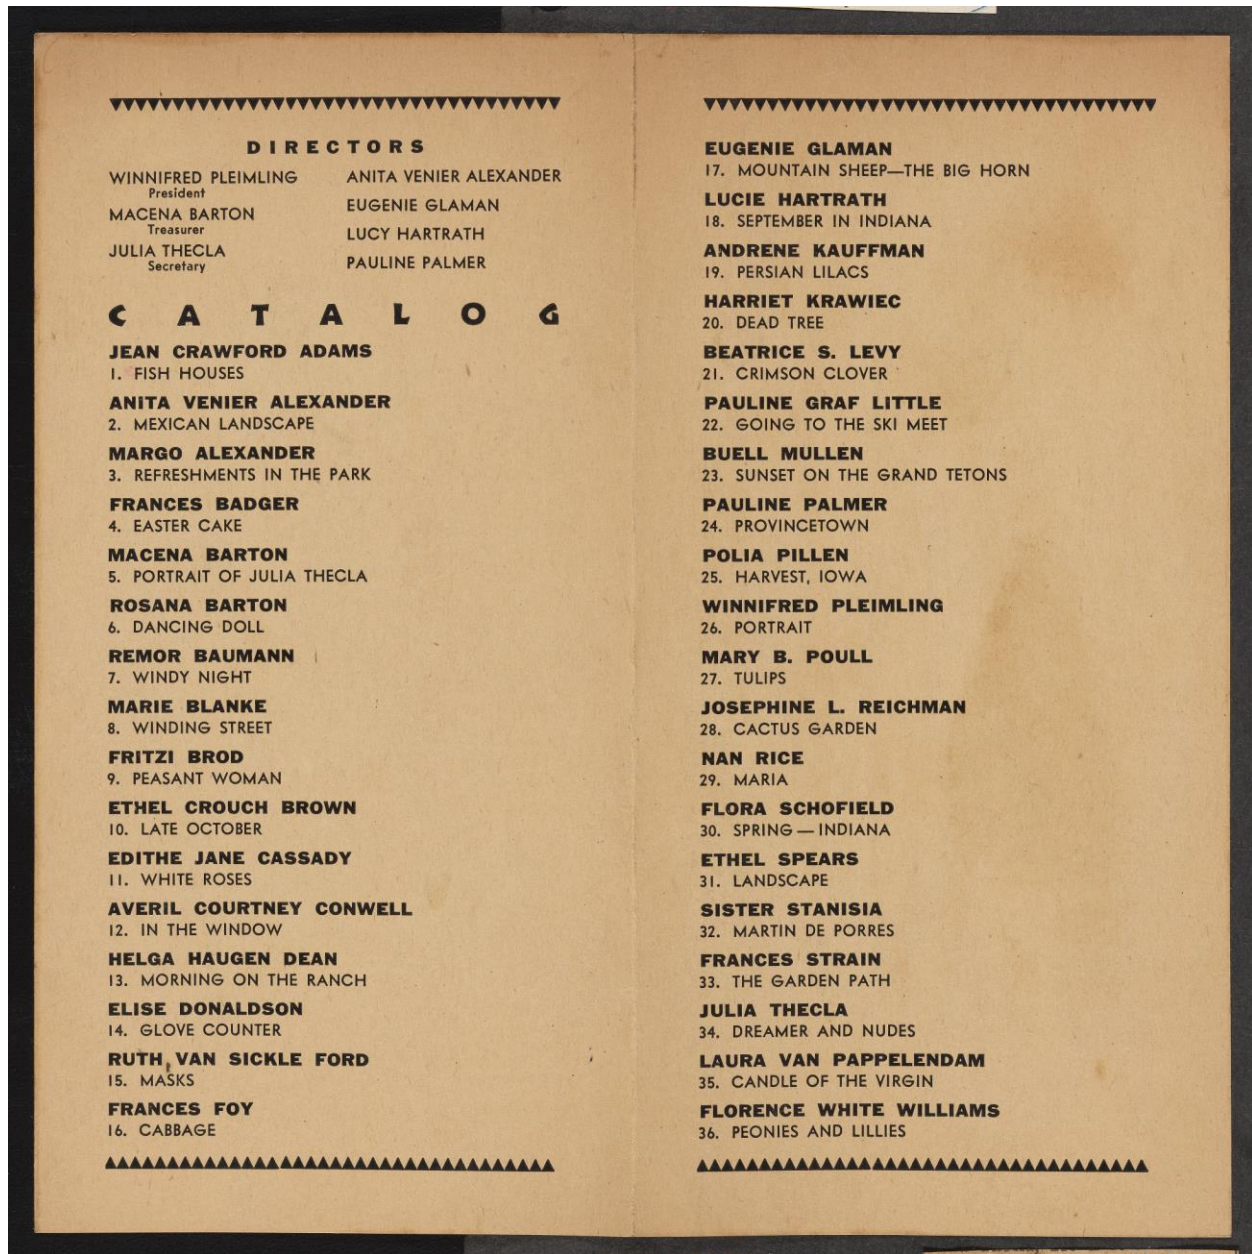 DIRECTORS
WINNIFRED PLEIMLING
President
MACENA BARTON
Treasurer
JULIA THECLA
Secretary
ANITA VENIER ALEXANDER
EUGENIE GLAMAN
LUCY HARTRATH
PAULINE PALMER
CATALOG
JEAN CRAWFORD ADAMS
1. FISH HOUSES
ANITA VENIER ALEXANDER
2. MEXICAN LANDSCAPE
MARGO ALEXANDER
3. REFRESHMENTS IN THE PARK
FRANCES BADGER
4. EASTER CAKE
MACENA BARTON
5. PORTRAIT OF JULIA THECLA
ROSANA BARTON
6. DANCING DOLL
REMOR BAUMANN
7. WINDY NIGHT
MARIE BLANKE
8. WINDING STREET
FRITZI BROD
9. PEASANT WOMAN
ETHEL CROUCH BROWN
10. LATE OCTOBER
EDITHE JANE CASSADY
11. WHITE ROSES
AVERIL COURTNEY CONWELL
12. IN THE WINDOW
HELGA HAUGEN DEAN
13. MORNING ON THE RANCH
ELISE DONALDSON
14. GLOVE COUNTER
RUTH VAN SICKLE FORD
15. MASKS
FRANCES FOY
16. CABBAGE
EUGENIE GLAMAN
17. MOUNTAIN SHEEP—THE BIG HORN
LUCIE HARTRATH
18. SEPTEMBER IN INDIANA
ANDRENE KAUFFMAN
19. PERSIAN LILACS
HARRIET KRAWIEC
20. DEAD TREE
BEATRICE S. LEVY
21. CRIMSON CLOVER
PAULINE GRAF LITTLE
22. GOING TO THE SKI MEET
BUELL MULLEN
23. SUNSET ON THE GRAND TETONS
PAULINE PALMER
24. PROVINCETOWN
POLIA PILLEN
25. HARVEST, IOWA
WINNIFRED PLEIMLING
26. PORTRAIT
MARY B. POULL
27. TULIPS
JOSEPHINE L. REICHMAN
28. CACTUS GARDEN
NAN RICE
29. MARIA
FLORA SCHOFIELD
30. SPRING — INDIANA
ETHEL SPEARS
31. LANDSCAPE
SISTER STANISIA
32. MARTIN DE PORRES
FRANCES STRAIN
33. THE GARDEN PATH
JULIA THECLA
34. DREAMER AND NUDES
LAURA VAN PAPPELENDAM
35. CANDLE OF THE VIRGIN
FLORENCE WHITE WILLIAMS
36. PEONIES AND LILLIES